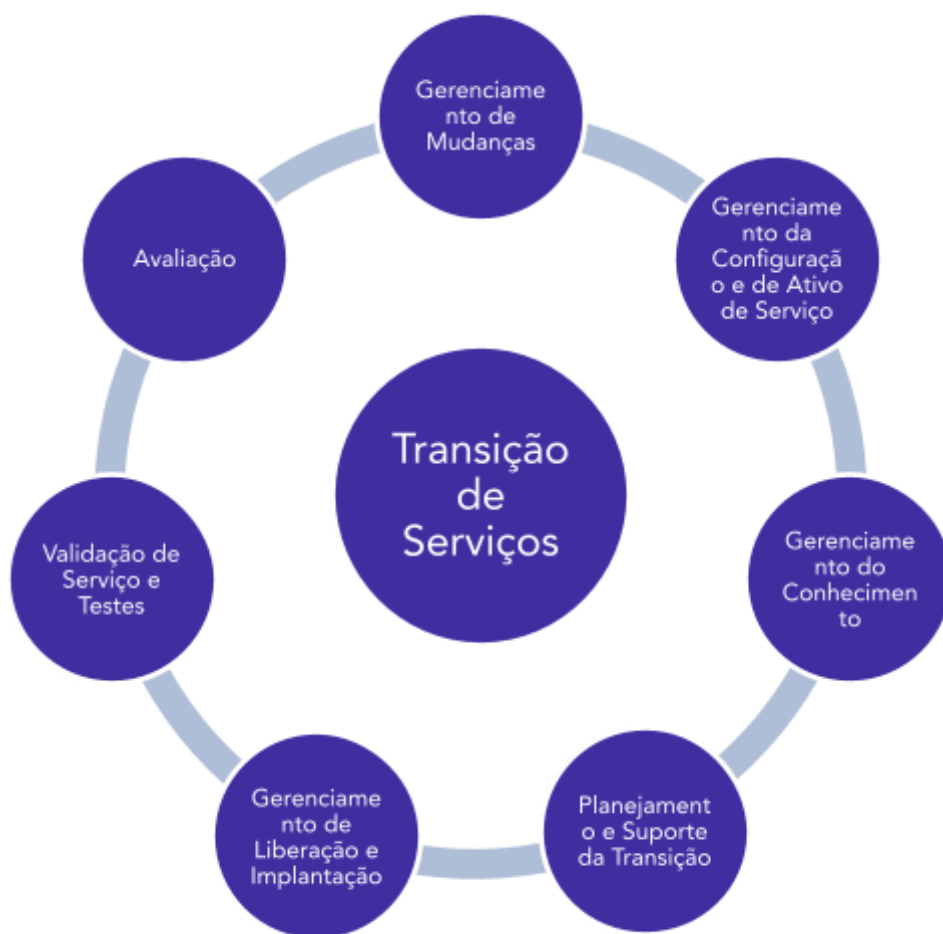 Gerenciame
nto de
Mudanças
Gerenciame
nto da
Configuraçã
o e de Ativo
de Serviço
Gerenciame
nto do
Conhecimen
to
Planejament
o e Suporte
da Transição
Gerenciame
nto de
Liberação e
Implantação
Validação de
Serviço e
Testes
Avaliação
Transição
de
Serviços